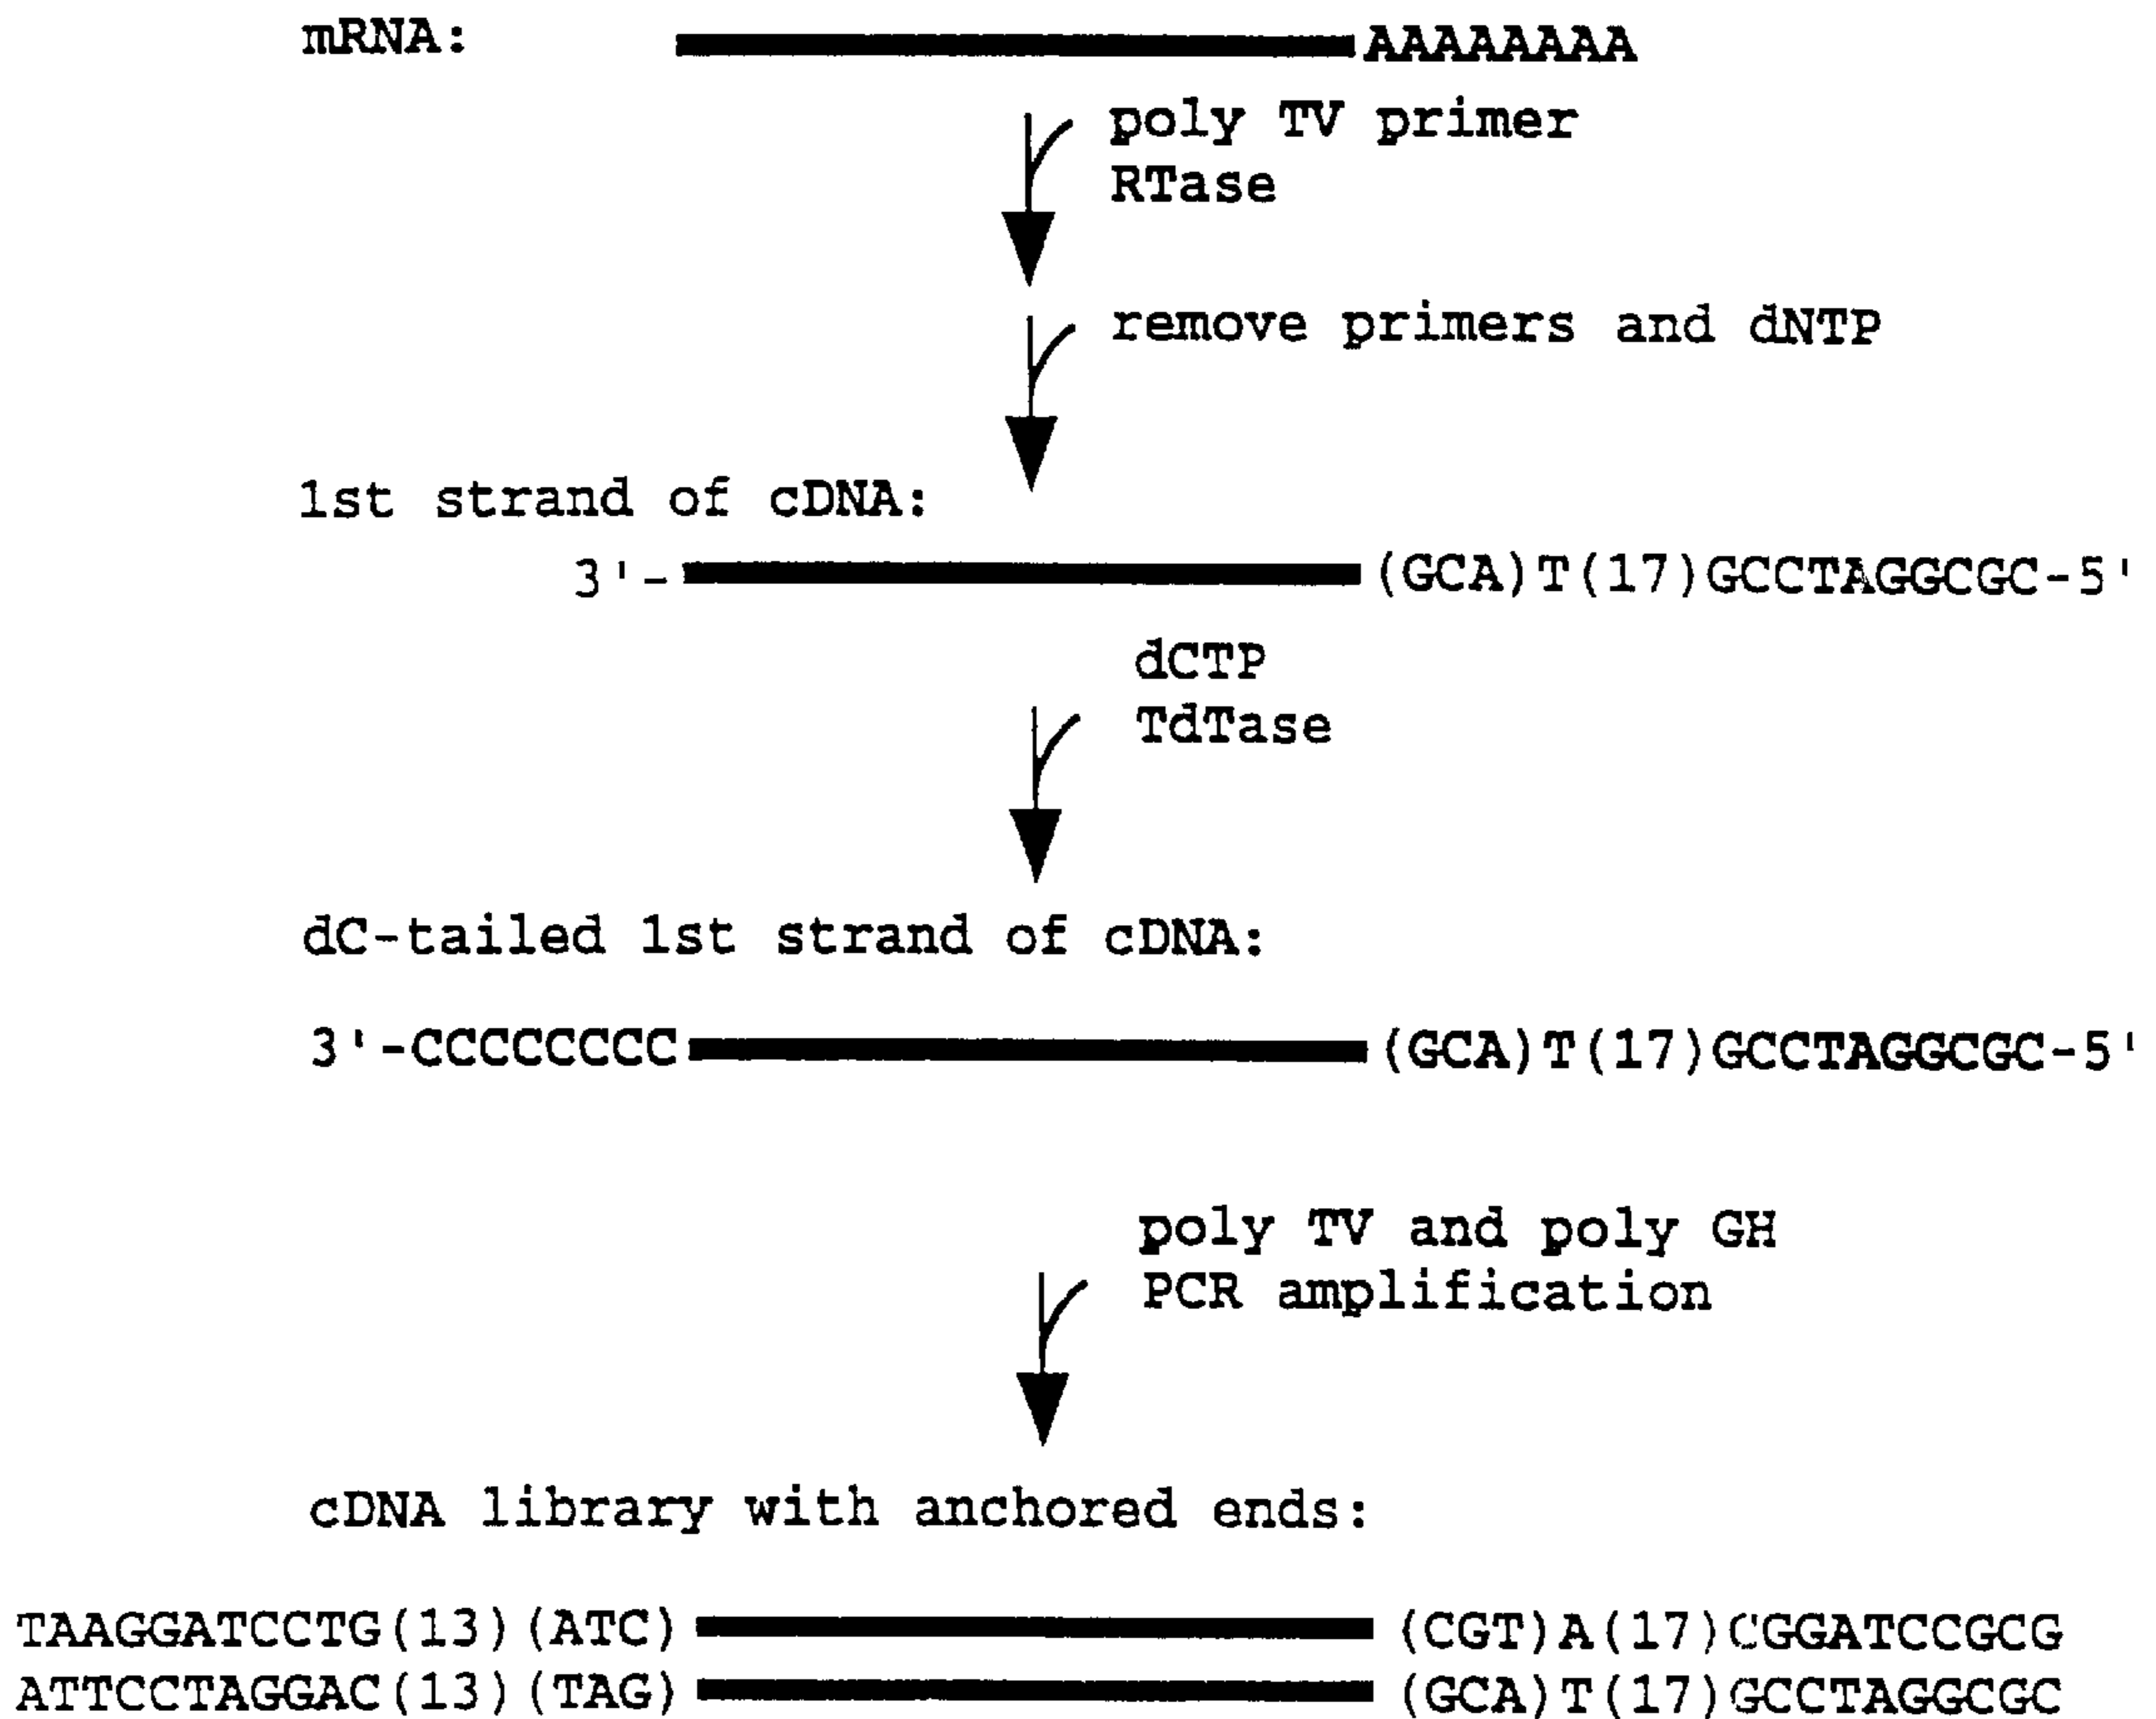 mRNA: AAAAAAAA
poly TV primer
RTase
remove primers and dNTP
1st strand of cDNA:
3'- (GCA)T(17)GCCTAGGCGC-5'
dCTP
TdTase
dC-tailed 1st strand of cDNA:
3'-CCCCCCCC (GCA)T(17)GCCTAGGCGC-5'
poly TV and poly GH
PCR amplification
cDNA library with anchored ends:
TAAGGATCCTG(13)(ATC) (CGT)A(17)CGGATCCGCG
ATTCCTAGGAC(13)(TAG) (GCA)T(17)GCCTAGGCGC